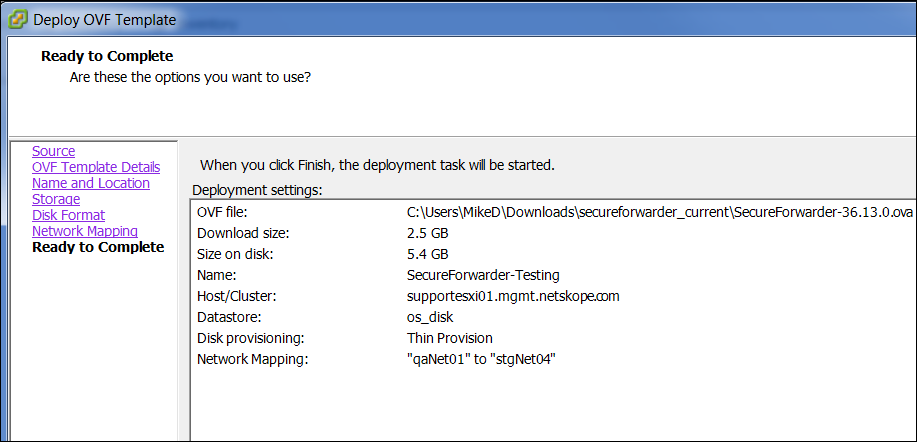 Deploy OVF Template
Ready to Complete
Are these the options you want to use?
Source
OVF Template Details
Name and Location
Storage
Disk Format
Network Mapping
Ready to Complete
When you click Finish, the deployment task will be started.
Deployment settings:
OVF file: C:\Users\MikeD\Downloads\secureforwarder_current\SecureForwarder-36.13.0.ova
Download size: 2.5 GB
Size on disk: 5.4 GB
Name: SecureForwarder-Testing
Host/Cluster: supportesxi01.mgmt.netskope.com
Datastore: os_disk
Disk provisioning: Thin Provision
Network Mapping: "qaNet01" to "stgNet04"